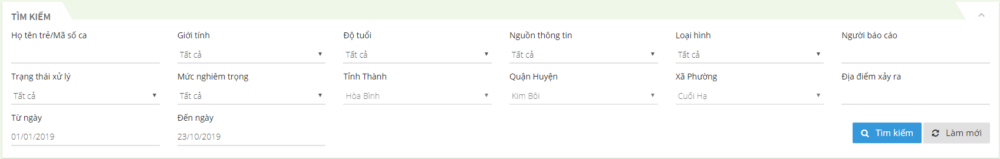 TÌM KIẾM
Họ tên trẻ/Mã số ca Giới tính Độ tuổi Nguồn thông tin Loại hình Người báo cáo
Tất cả Tất cả Tất cả Tất cả
Trạng thái xử lý Mức nghiêm trọng Tỉnh Thành Quận Huyện Xã Phường Địa điểm xảy ra
Tất cả Tất cả Hòa Bình Kim Bôi Cuối Hạ
Từ ngày Đến ngày
01/01/2019 23/10/2019 Tìm kiếm Làm mới